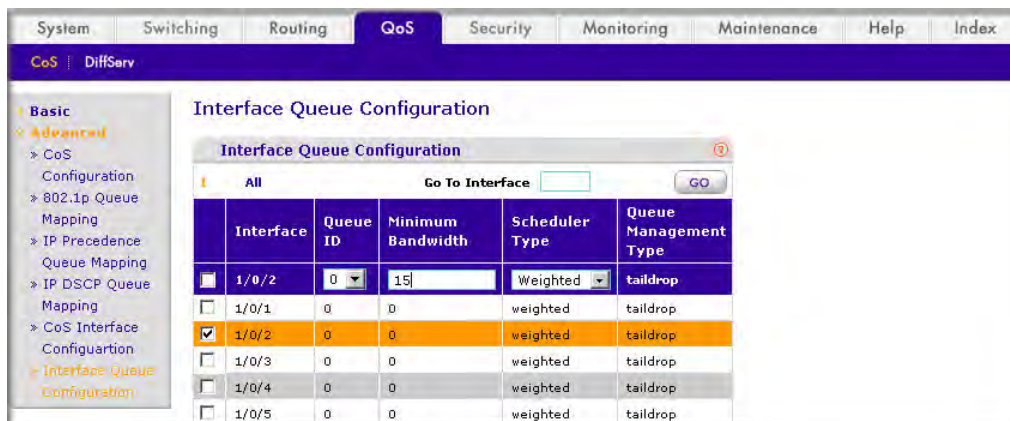 System Switching Routing QoS Security Monitoring Maintenance Help Index
CoS | DiffServ
Basic
Advanced
» CoS
Configuration
» 802.1p Queue
Mapping
» IP Precedence
Queue Mapping
» IP DSCP Queue
Mapping
» CoS Interface
Configuartion
» Interface Queue
Configuration
Interface Queue Configuration
Interface Queue Configuration ?
1 All Go To Interface GO
Interface Queue ID Minimum Bandwidth Scheduler Type Queue Management Type
1/0/2 0 15 Weighted taildrop
1/0/1 0 0 weighted taildrop
1/0/2 0 0 weighted taildrop
1/0/3 0 0 weighted taildrop
1/0/4 0 0 weighted taildrop
1/0/5 0 0 weighted taildrop